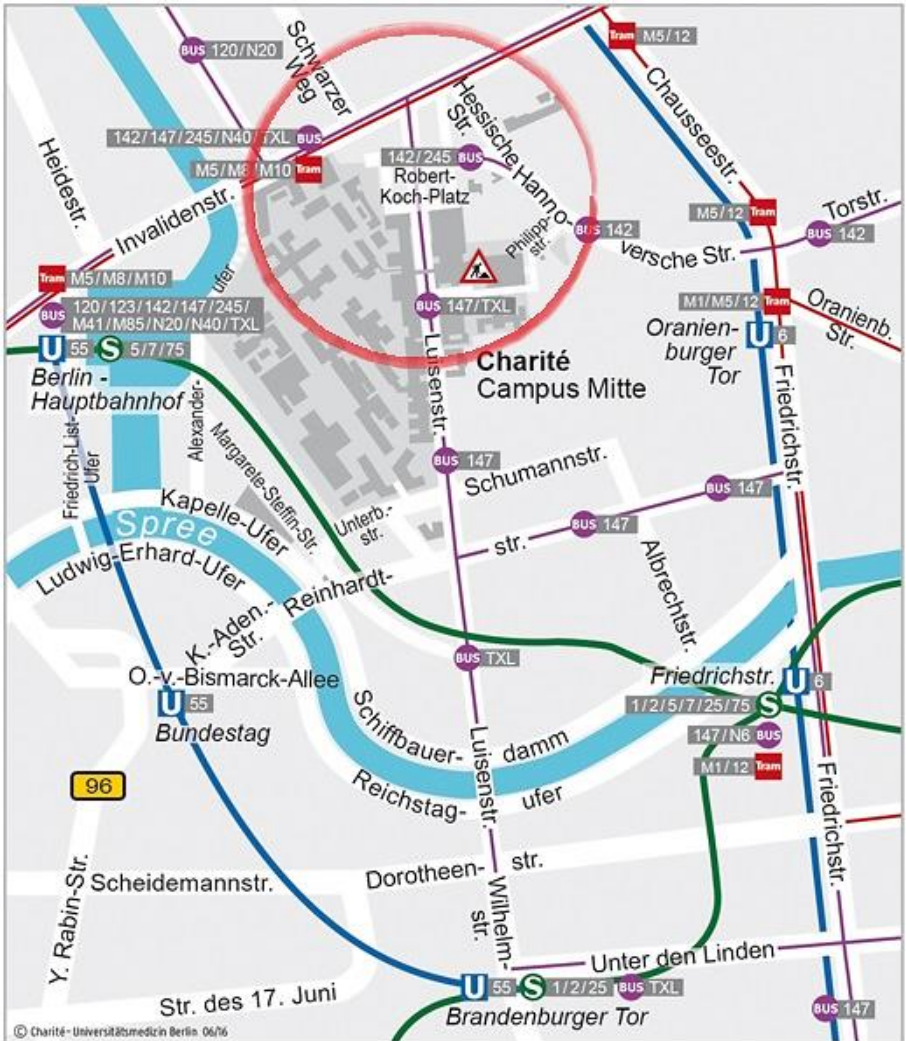 BUS 120/N20
Schwarzer
Weg
Tram M5/12
Hessische
Str.
Chausseestr.
142/147/245/N40/TXL BUS
M5/M8/M10 Tram
142/245 BUS
Robert-
Koch-Platz
Heidestr.
Invalidenstr.
Hanno-
versche Str.
Philipp-
str.
BUS 142
M5/12 Tram
Torstr.
BUS 142
Tram M5/M8/M10
BUS 120/123/142/147/245/
M41/M85/N20/N40/TXL
ufer
BUS 147/TXL
M1/M5/12 Tram
Oranienb.
Str.
U 55 S 5/7/75
Berlin -
Hauptbahnhof
Oranien-
burger
Tor
U 6
Charité
Campus Mitte
Luisenstr.
Friedrichstr.
Friedrich-List-
Ufer
Alexander-
Margarete-Steffin-Str.
BUS 147
Schumannstr.
BUS 147
Kapelle-Ufer
Spree
Unterb.-
str.
BUS 147
Ludwig-Erhard-Ufer
Reinhardt-
str.
Albrechtstr.
K.-Aden.-
Str.
BUS TXL
O.-v.-Bismarck-Allee
Friedrichstr. U 6
U 55
Bundestag
1/2/5/7/25/75 S
147/N6 BUS
M1/12 Tram
Schiffbauer-
damm
Luisenstr.
96
Reichstag-
ufer
Friedrichstr.
Y. Rabin-Str.
Scheidemannstr.
Dorotheen-
str.
Wilhelm-
str.
Unter den Linden
U 55 S 1/2/25 BUS TXL
Brandenburger Tor
Str. des 17. Juni
BUS 147
© Charité-Universitätsmedizin Berlin 06/16